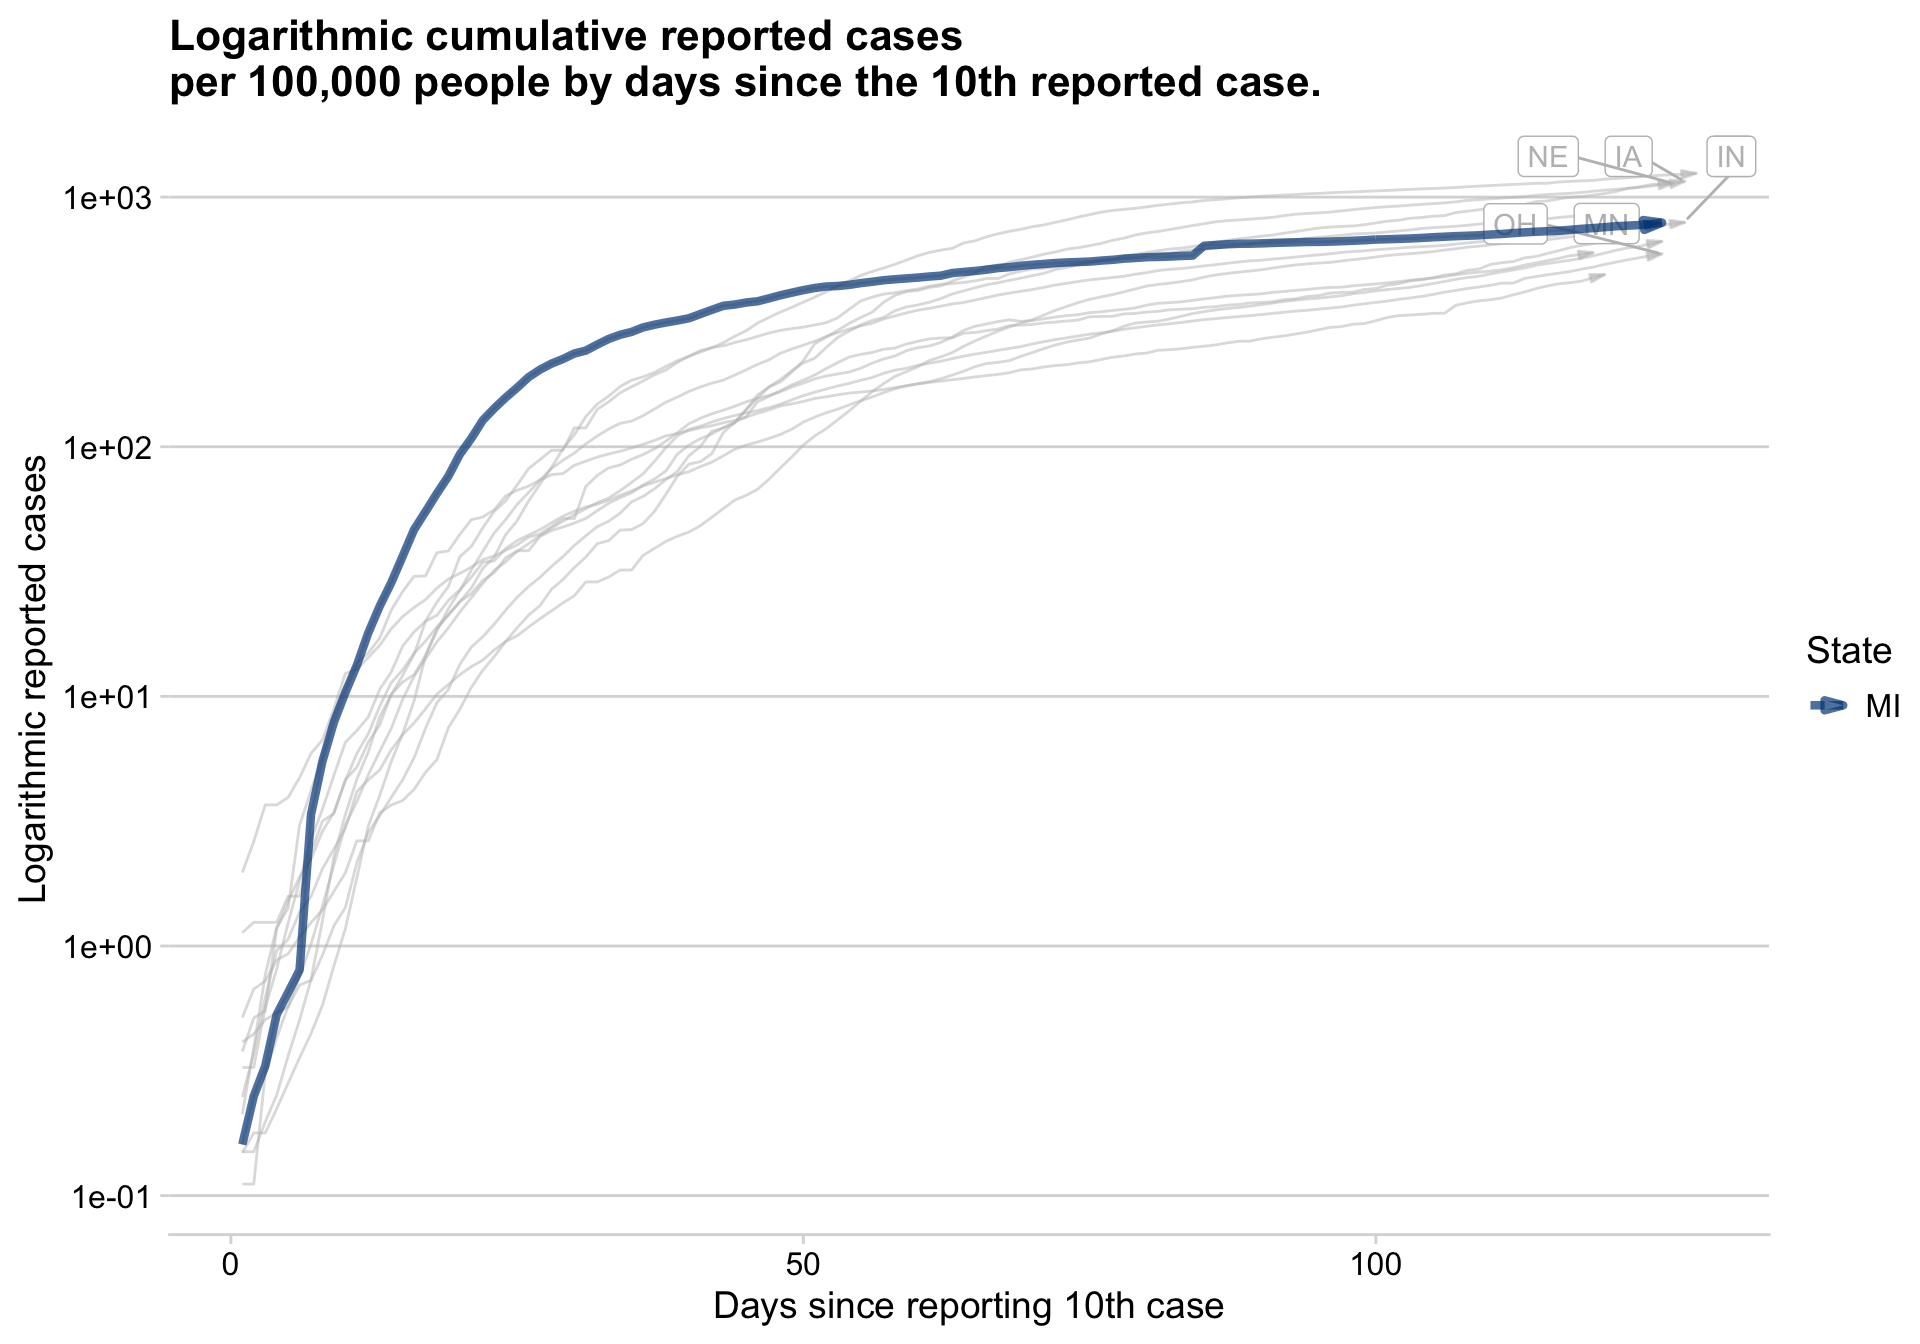 Logarithmic cumulative reported cases
per 100,000 people by days since the 10th reported case.
NE
IA
IN
OH
MN
1e+03
1e+02
1e+01
1e+00
1e-01
Logarithmic reported cases
0
50
100
Days since reporting 10th case
State
MI